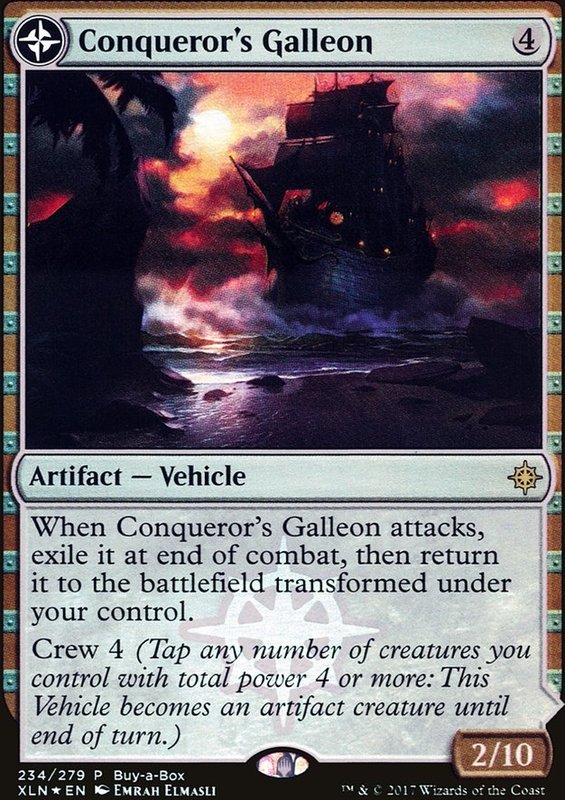 Conqueror's Galleon 4
Artifact — Vehicle
When Conqueror's Galleon attacks,
exile it at end of combat, then return
it to the battlefield transformed under
your control.
Crew 4 (Tap any number of creatures you
control with total power 4 or more: This
Vehicle becomes an artifact creature until
end of turn.)
2/10
234/279 P Buy-a-Box
XLN★EN Emrah Elmasli
™ & © 2017 Wizards of the Coast